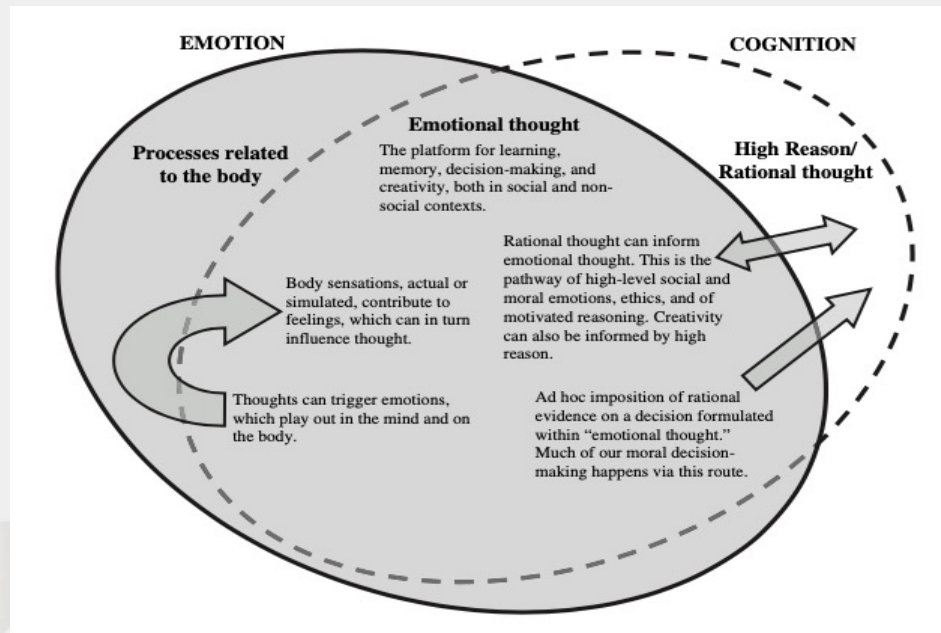 EMOTION
COGNITION
Emotional thought
The platform for learning,
memory, decision-making, and
creativity, both in social and non-
social contexts.
Processes related
to the body
High Reason/
Rational thought
Rational thought can inform
emotional thought. This is the
pathway of high-level social and
moral emotions, ethics, and of
motivated reasoning. Creativity
can also be informed by high
reason.
Body sensations, actual or
simulated, contribute to
feelings, which can in turn
influence thought.
Thoughts can trigger emotions,
which play out in the mind and on
the body.
Ad hoc imposition of rational
evidence on a decision formulated
within “emotional thought.”
Much of our moral decision-
making happens via this route.